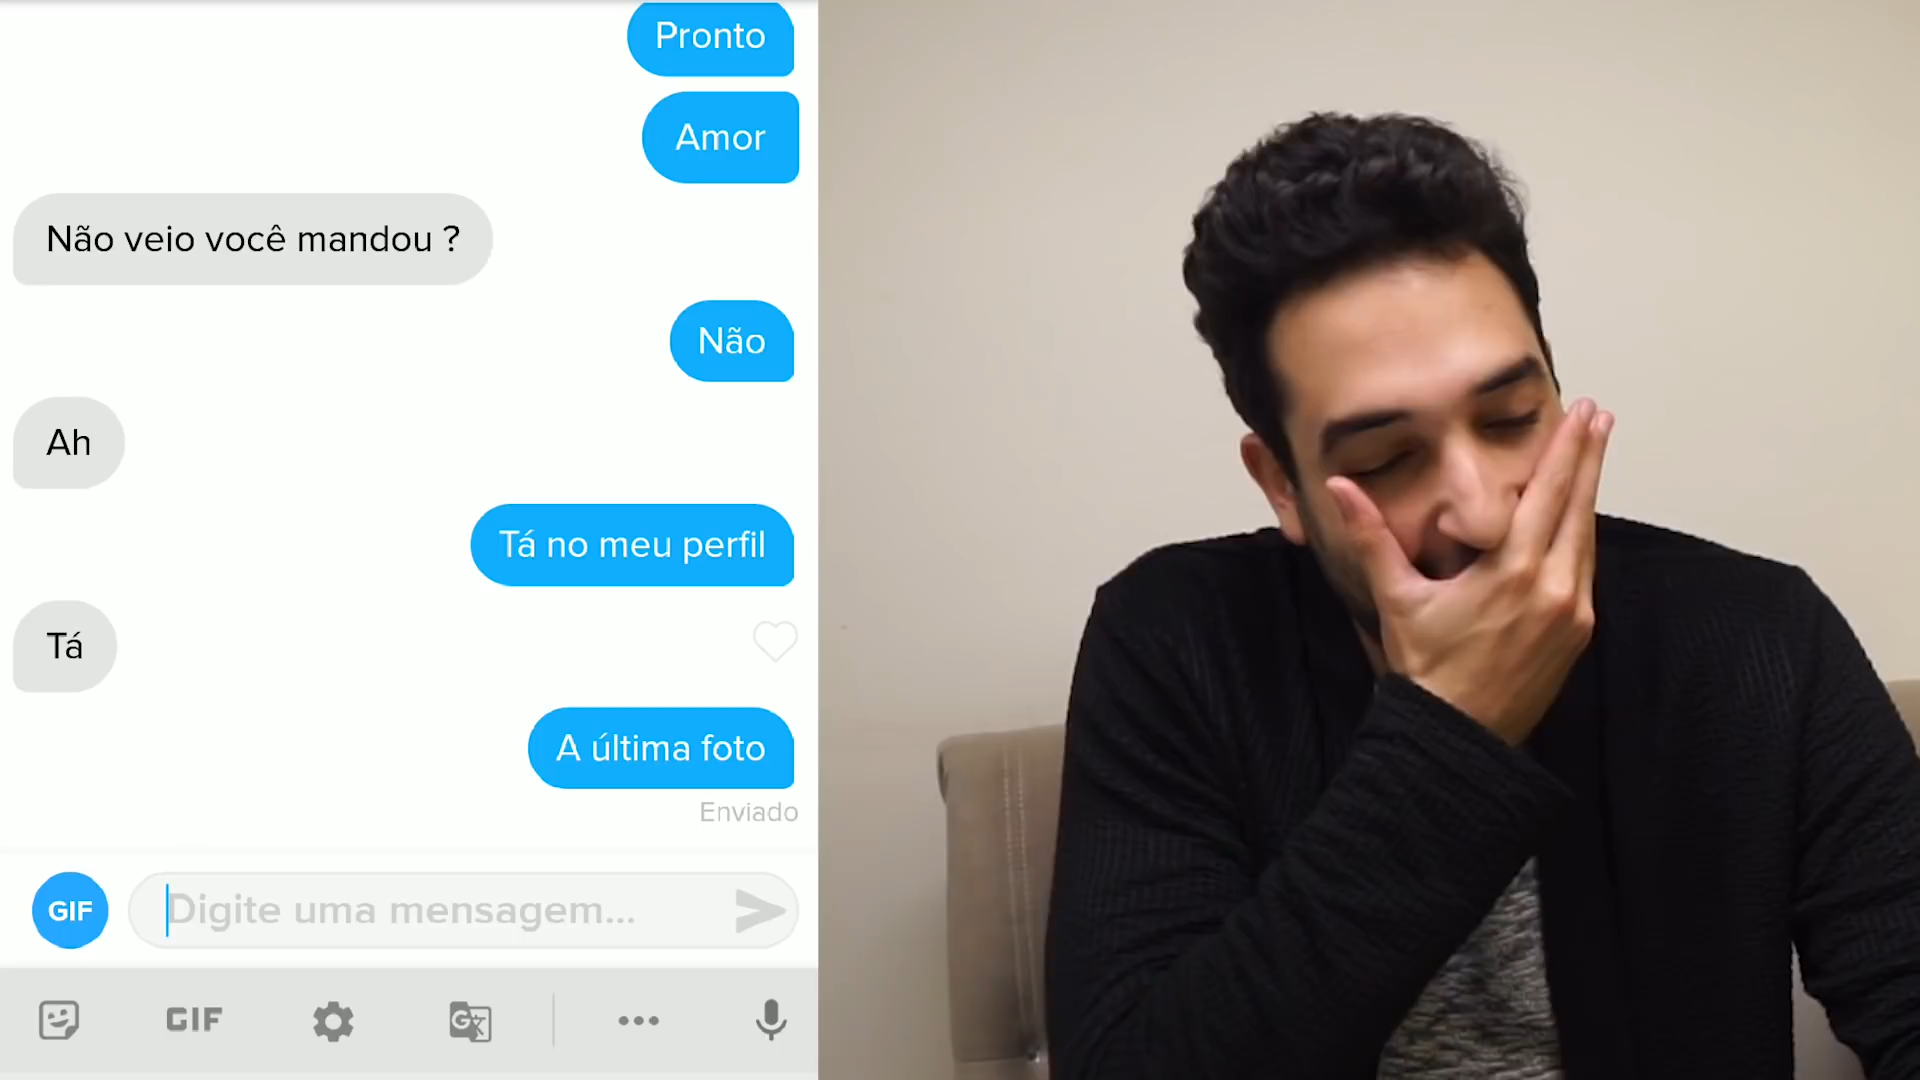 Pronto
Amor
Não veio você mandou ?
Não
Ah
Tá no meu perfil
Tá
A última foto
Enviado
GIF
Digite uma mensagem...
GIF
G